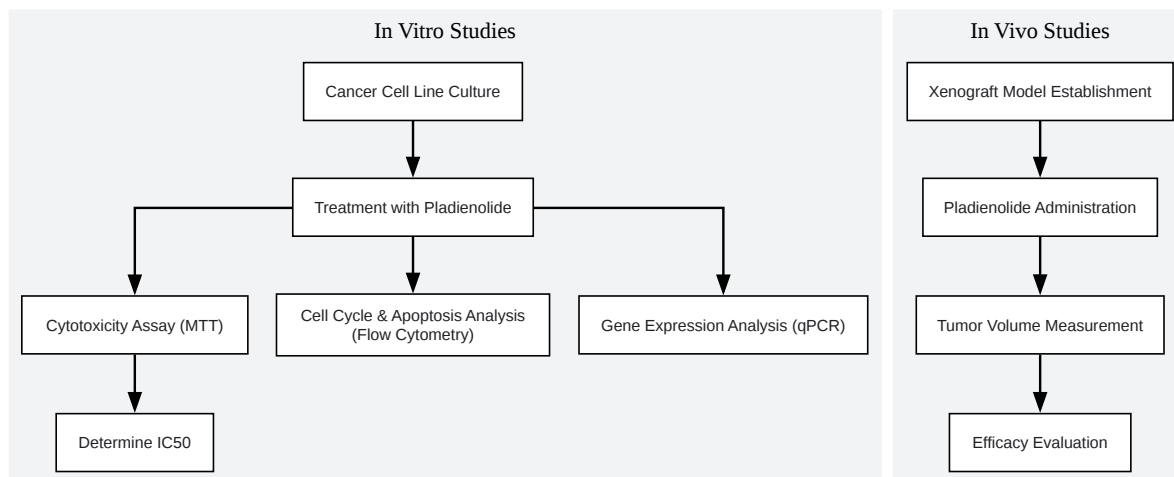 In Vitro Studies
Cancer Cell Line Culture
Treatment with Pladienolide
Cytotoxicity Assay (MTT)
Cell Cycle & Apoptosis Analysis
(Flow Cytometry)
Gene Expression Analysis (qPCR)
Determine IC50
In Vivo Studies
Xenograft Model Establishment
Pladienolide Administration
Tumor Volume Measurement
Efficacy Evaluation